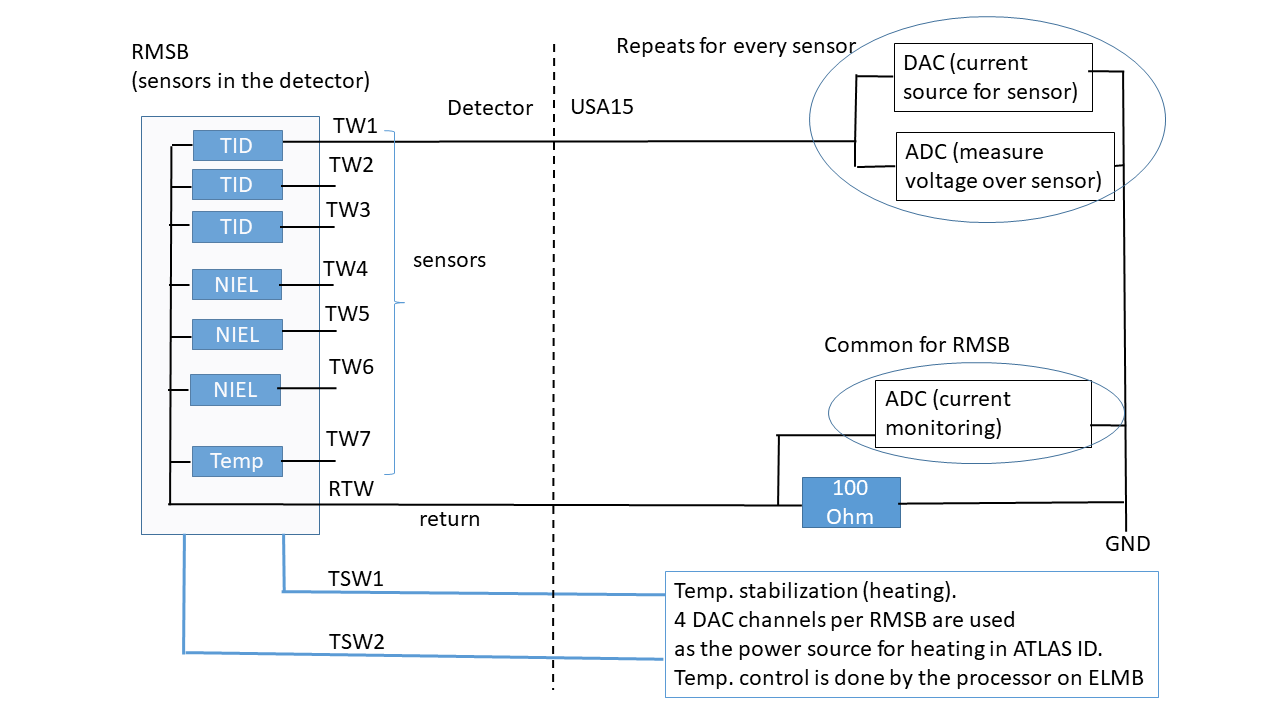 RMSB
(sensors in the detector)
Repeats for every sensor
DAC (current
source for sensor)
Detector
USA15
TW1
TID
ADC (measure
voltage over sensor)
TW2
TID
TW3
TID
sensors
TW4
NIEL
TW5
NIEL
Common for RMSB
TW6
NIEL
ADC (current
monitoring)
TW7
Temp
RTW
return
100
Ohm
GND
TSW1
TSW2
Temp. stabilization (heating).
4 DAC channels per RMSB are used
as the power source for heating in ATLAS ID.
Temp. control is done by the processor on ELMB